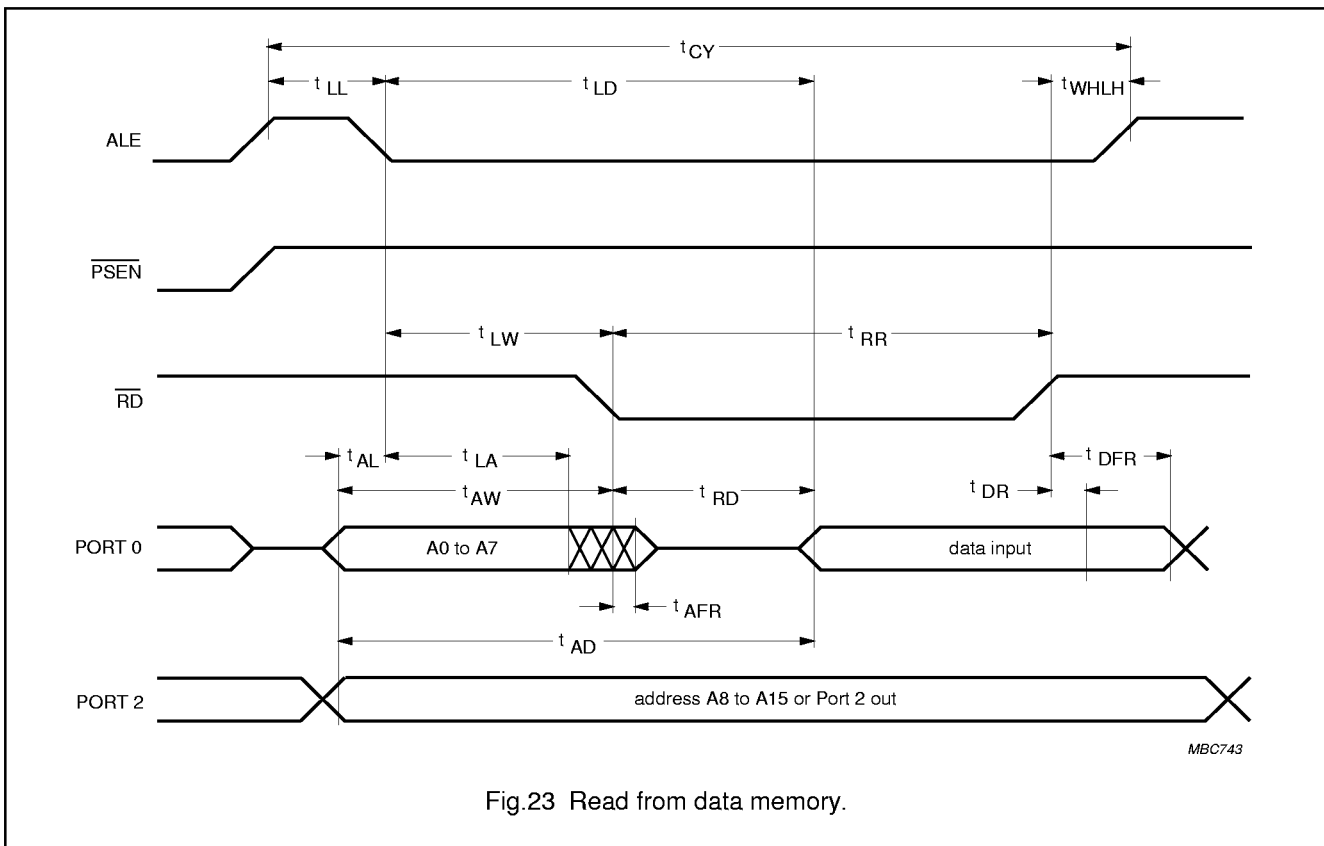 t CY
t LL
t LD
t WHLH
ALE
PSEN
t LW
t RR
RD
t AL
t LA
t DFR
t AW
t RD
t DR
PORT 0
A0 to A7
data input
t AFR
t AD
PORT 2
address A8 to A15 or Port 2 out
MBC743
Fig.23 Read from data memory.